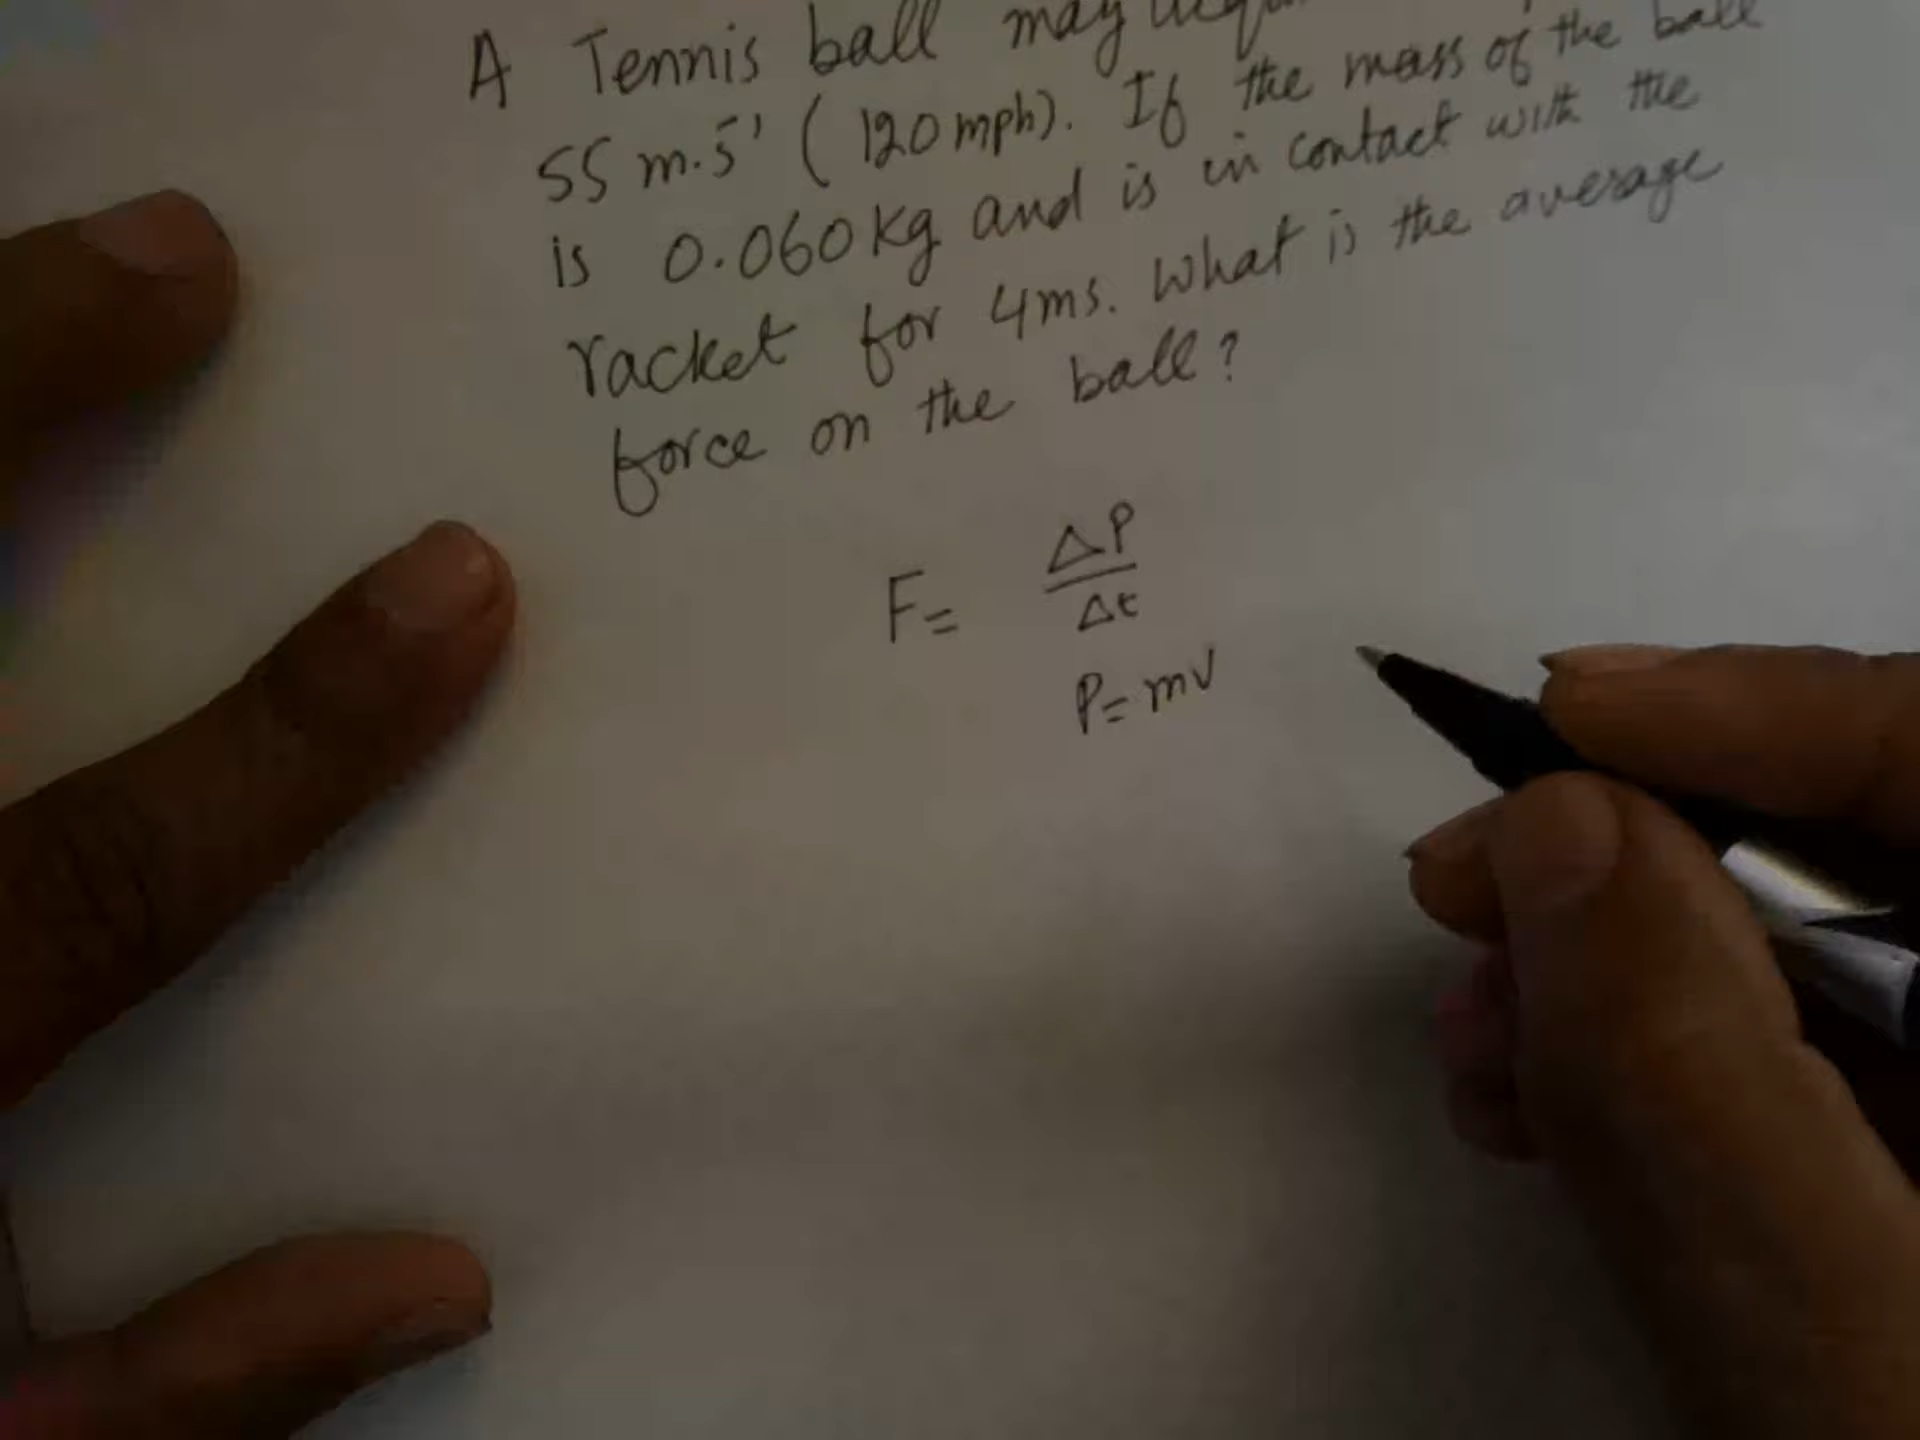 A Tennis ball may
55 m.s' (120 mph). If the mass of the ball
is 0.060 kg and is in contact with the
racket for 4ms. What is the average
force on the ball?
F= ΔP/Δt
P= mv